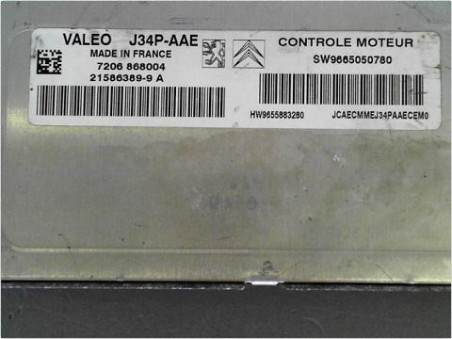 VALEO J34P-AAE
MADE IN FRANCE
7206 868004
21586389-9 A
CONTROLE MOTEUR
SW9665050780
HW9655883280 JCAECMMEJ34PAAECEM0